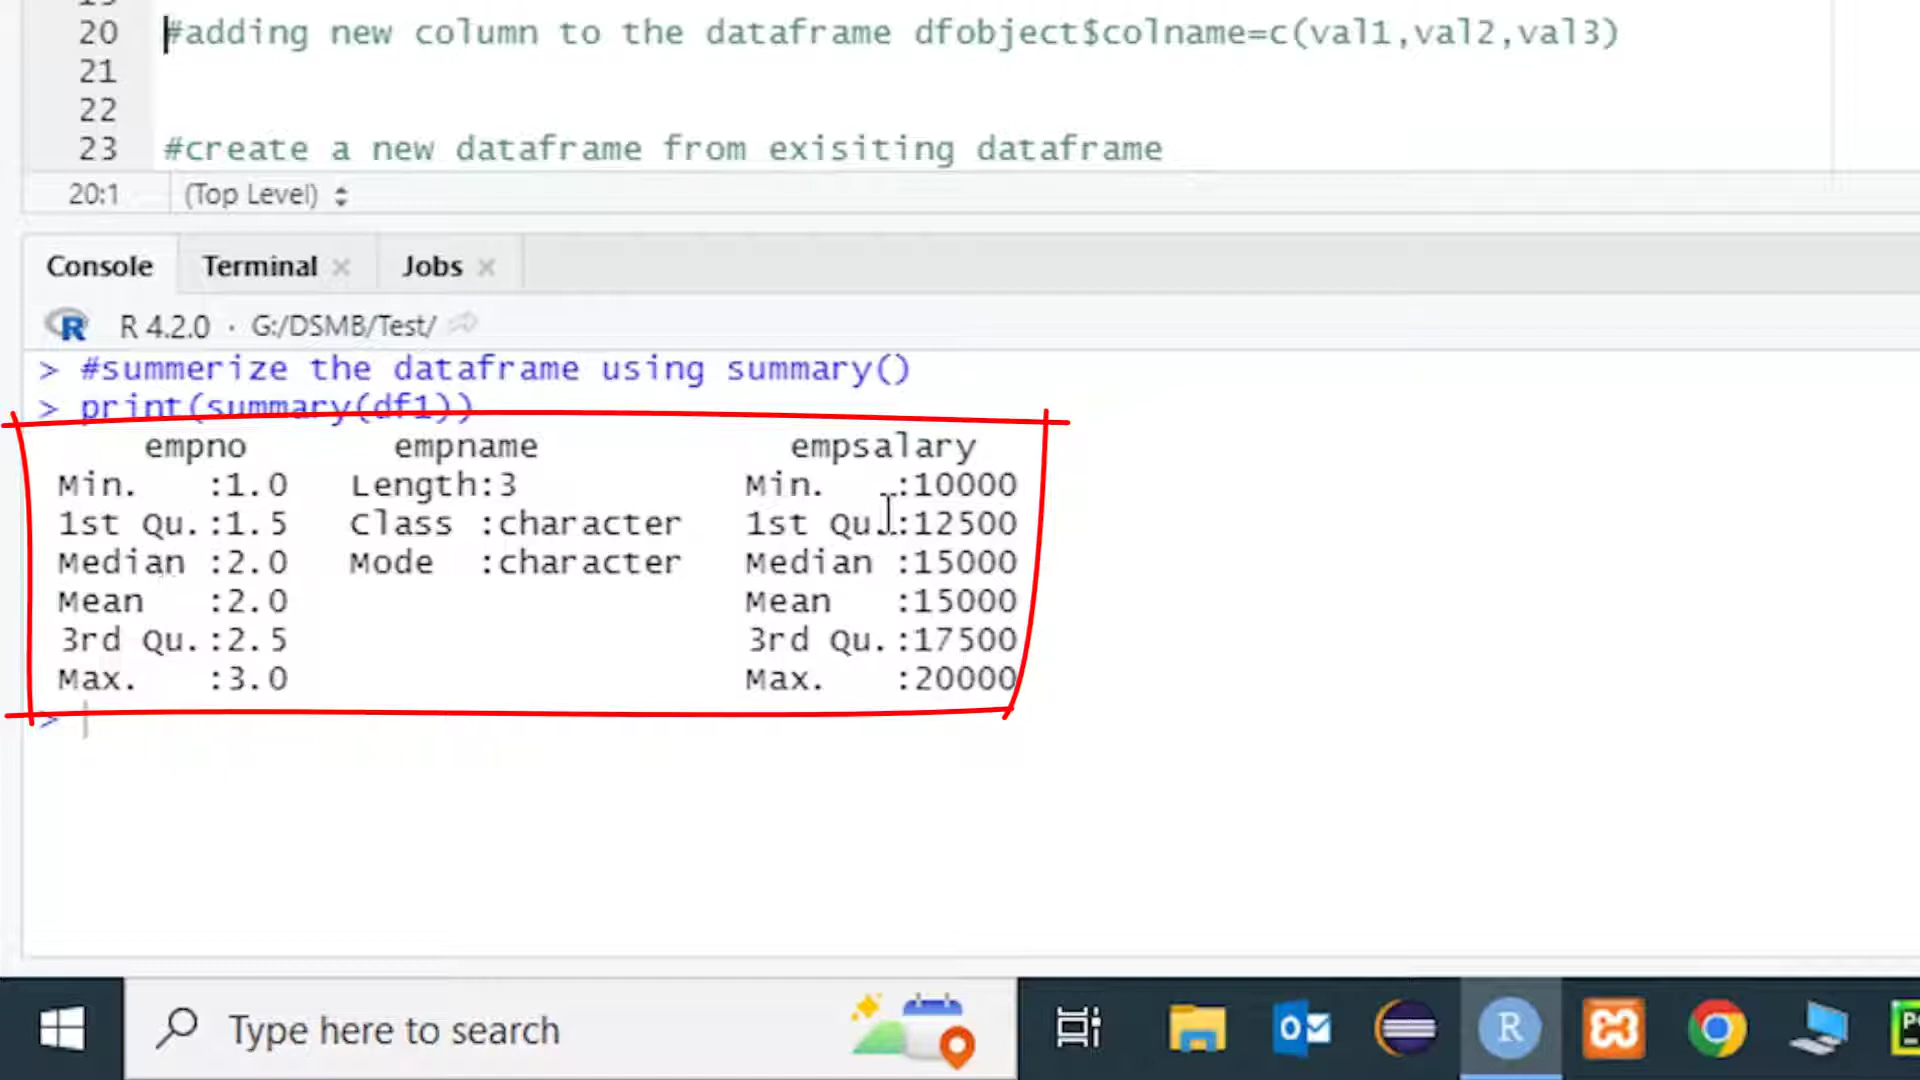 20 #adding new column to the dataframe dfobject$colname=c(val1,val2,val3)
21
22
23 #create a new dataframe from exisiting dataframe
20:1 (Top Level)
Console Terminal Jobs
R 4.2.0 · G:/DSMB/Test/
> #summerize the dataframe using summary()
> print(summary(df1))
empno empname empsalary
Min. :1.0 Length:3 Min. :10000
1st Qu.:1.5 Class :character 1st Qu.:12500
Median :2.0 Mode :character Median :15000
Mean :2.0 Mean :15000
3rd Qu.:2.5 3rd Qu.:17500
Max. :3.0 Max. :20000
>
Type here to search